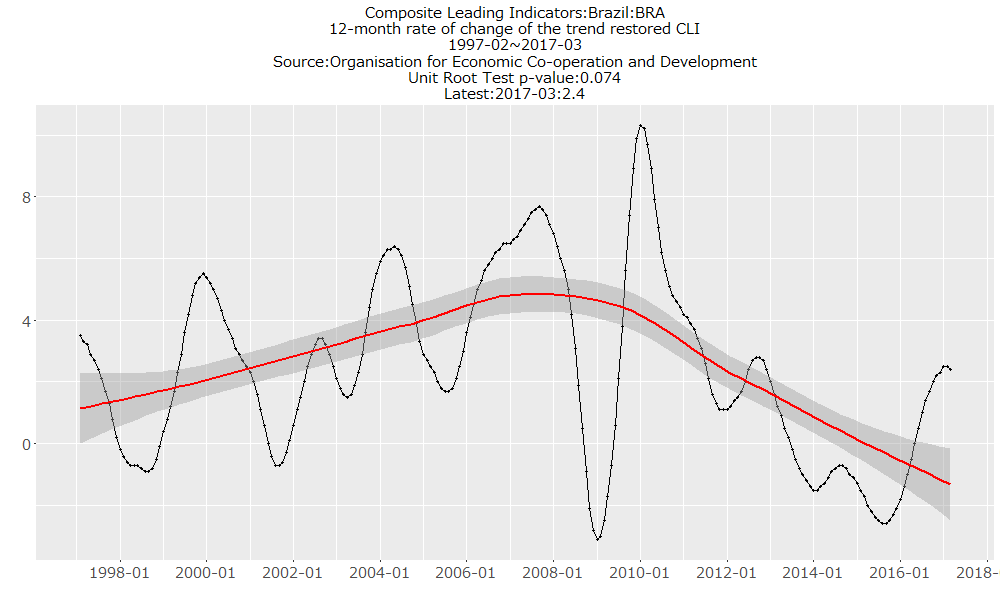 Composite Leading Indicators:Brazil:BRA
12-month rate of change of the trend restored CLI
1997-02~2017-03
Source:Organisation for Economic Co-operation and Development
Unit Root Test p-value:0.074
Latest:2017-03:2.4
8
4
0
1998-01 2000-01 2002-01 2004-01 2006-01 2008-01 2010-01 2012-01 2014-01 2016-01 2018-